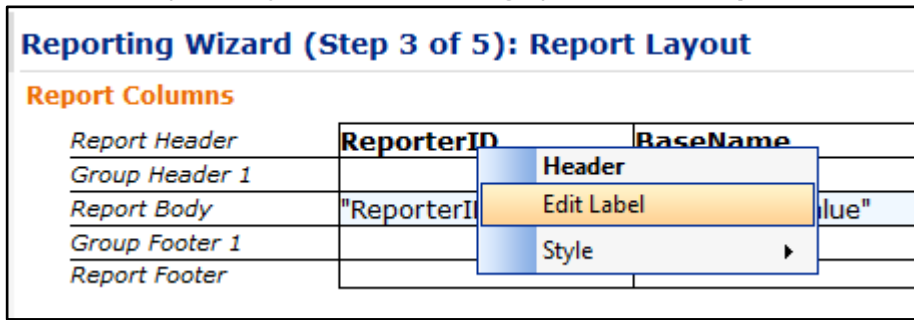 Reporting Wizard (Step 3 of 5): Report Layout
Report Columns
Report Header ReporterID BaseName
Group Header 1 Header
Report Body "ReporterI Edit Label lue"
Group Footer 1 Style
Report Footer